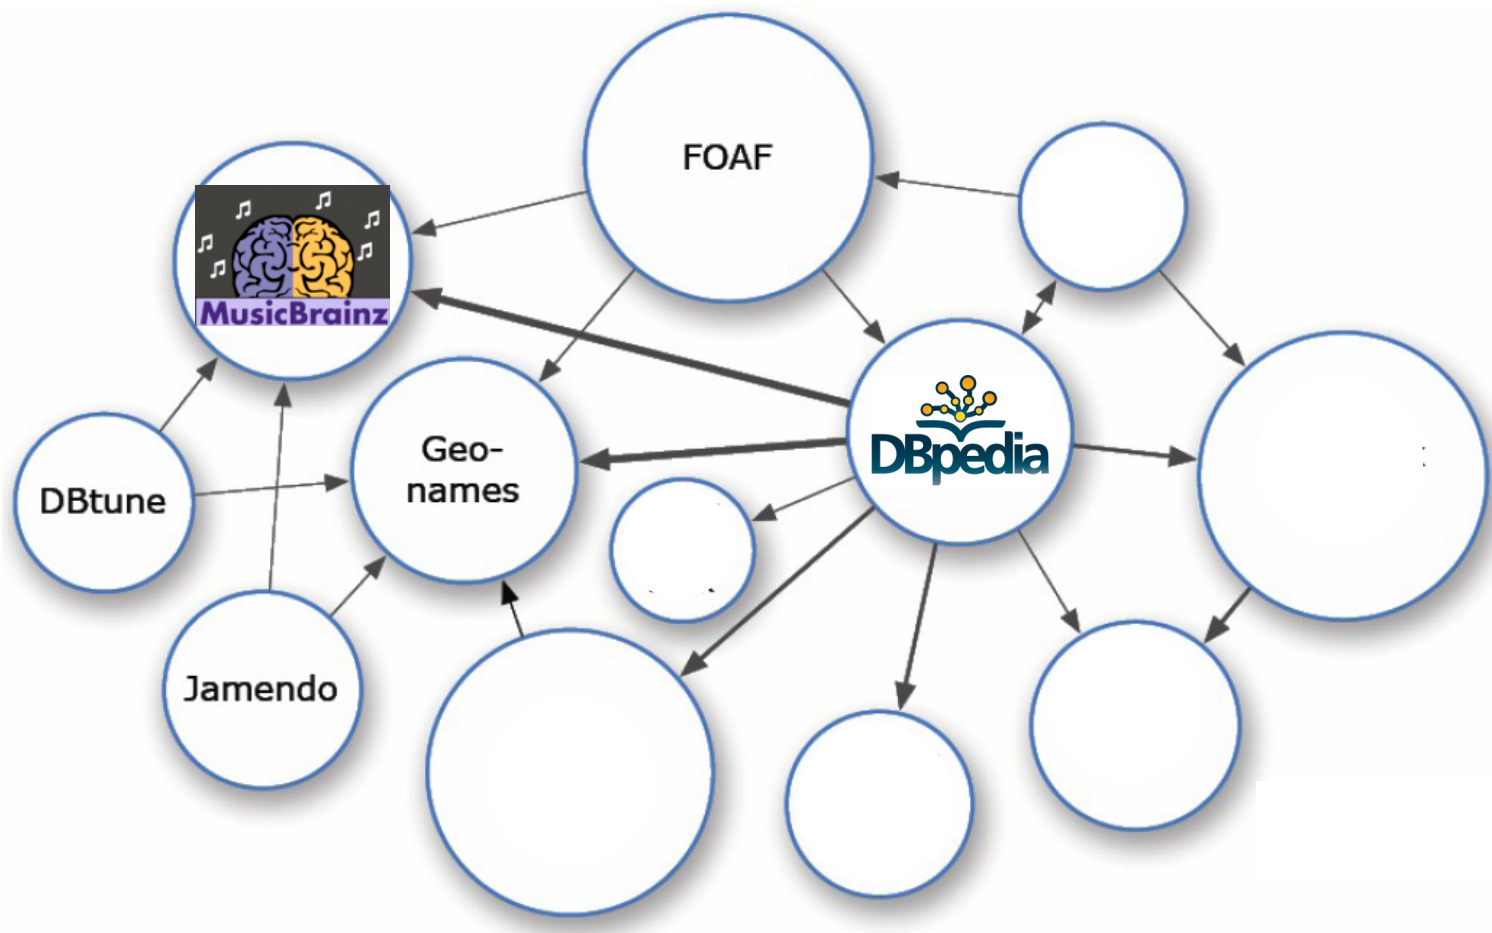 FOAF
MusicBrainz
DBpedia
Geo-
names
DBtune
Jamendo